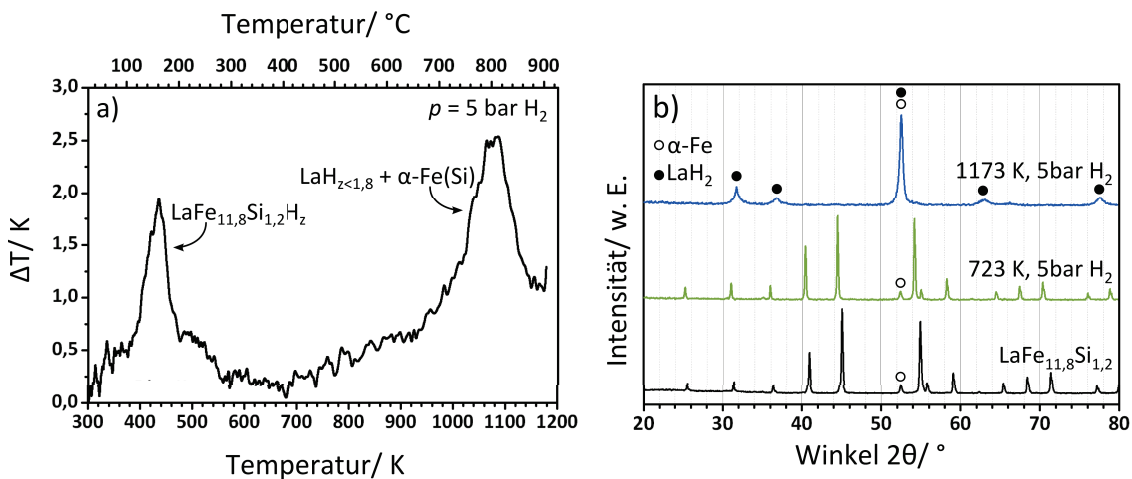 Temperatur/ °C
100 200 300 400 500 600 700 800 900
a)
p = 5 bar H2
LaHz<1,8 + α-Fe(Si)
LaFe11,8Si1,2Hz
ΔT/ K
3,0
2,5
2,0
1,5
1,0
0,5
0,0
300 400 500 600 700 800 900 1000 1100 1200
Temperatur/ K
b)
α-Fe
LaH2
1173 K, 5bar H2
723 K, 5bar H2
LaFe11,8Si1,2
Intensität/ w. E.
20 30 40 50 60 70 80
Winkel 2θ/ °